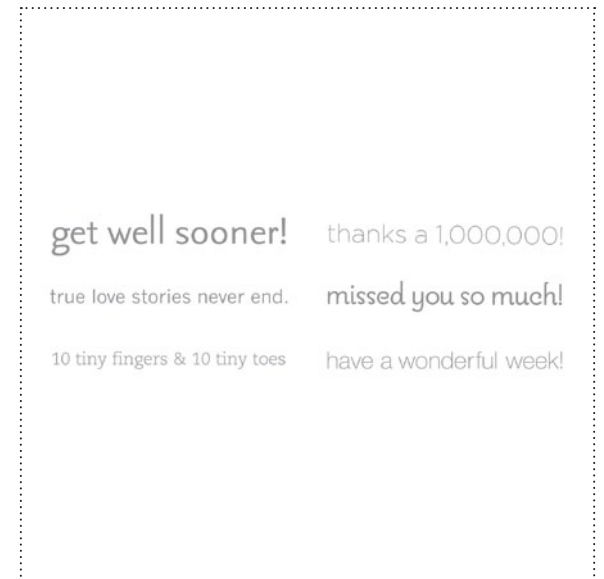 get well sooner!
true love stories never end.
10 tiny fingers & 10 tiny toes
thanks a 1,000,000!
missed you so much!
have a wonderful week!